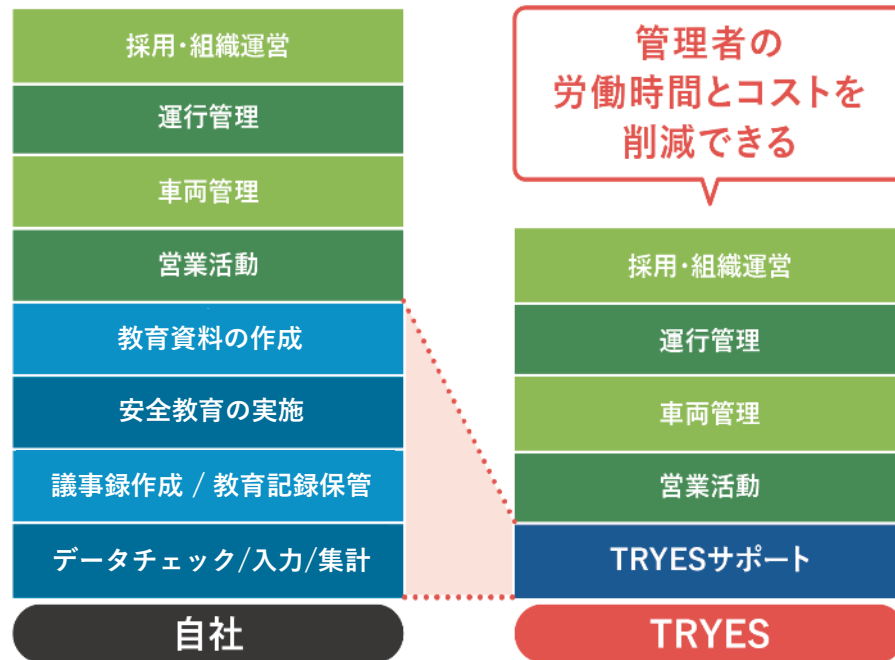 採用・組織運営
運行管理
車両管理
営業活動
教育資料の作成
安全教育の実施
議事録作成 / 教育記録保管
データチェック/入力/集計
自社
管理者の
労働時間とコストを
削減できる
採用・組織運営
運行管理
車両管理
営業活動
TRYESサポート
TRYES